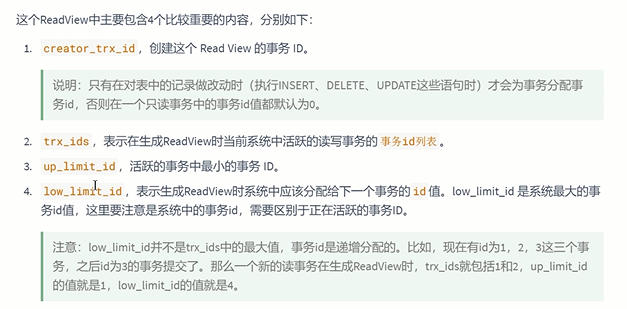 这个ReadView中主要包含4个比较重要的内容，分别如下：
1. creator_trx_id ，创建这个 Read View 的事务 ID。
说明：只有在对表中的记录做改动时（执行INSERT、DELETE、UPDATE这些语句时）才会为事务分配事
务id，否则在一个只读事务中的事务id值都默认为0。
2. trx_ids ，表示在生成ReadView时当前系统中活跃的读写事务的 事务id列表 。
3. up_limit_id ，活跃的事务中最小的事务 ID。
4. low_limit_id ，表示生成ReadView时系统中应该分配给下一个事务的 id 值。low_limit_id 是系统最大的事
务id值，这里要注意是系统中的事务id，需要区别于正在活跃的事务ID。
注意：low_limit_id并不是trx_ids中的最大值，事务id是递增分配的。比如，现在有id为1，2，3这三个事
务，之后id为3的事务提交了。那么一个新的读事务在生成ReadView时，trx_ids就包括1和2，up_limit_id
的值就是1，low_limit_id的值就是4。